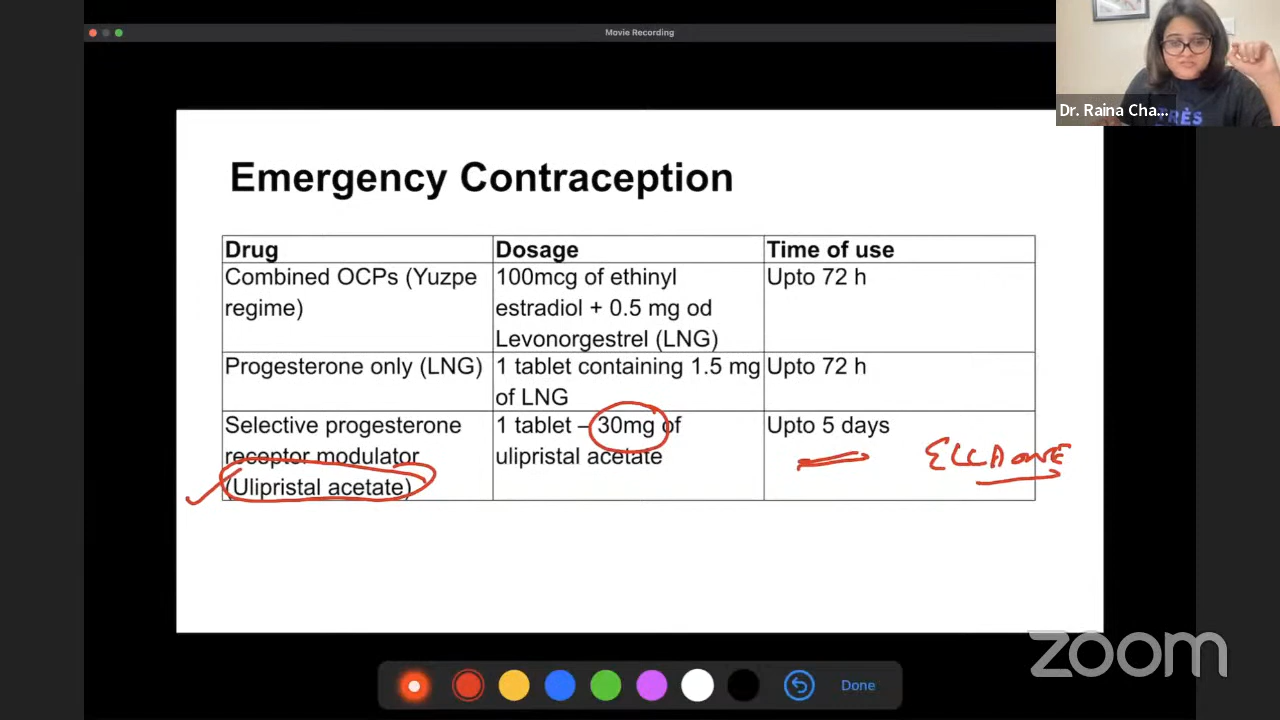 Movie Recording
Dr. Raina Cha...
TRÈS
Emergency Contraception
Drug Dosage Time of use
Combined OCPs (Yuzpe regime) 100mcg of ethinyl estradiol + 0.5 mg od Levonorgestrel (LNG) Upto 72 h
Progesterone only (LNG) 1 tablet containing 1.5 mg of LNG Upto 72 h
Selective progesterone receptor modulator (Ulipristal acetate) 1 tablet – 30mg of ulipristal acetate Upto 5 days
ELLAONE
zoom
Done